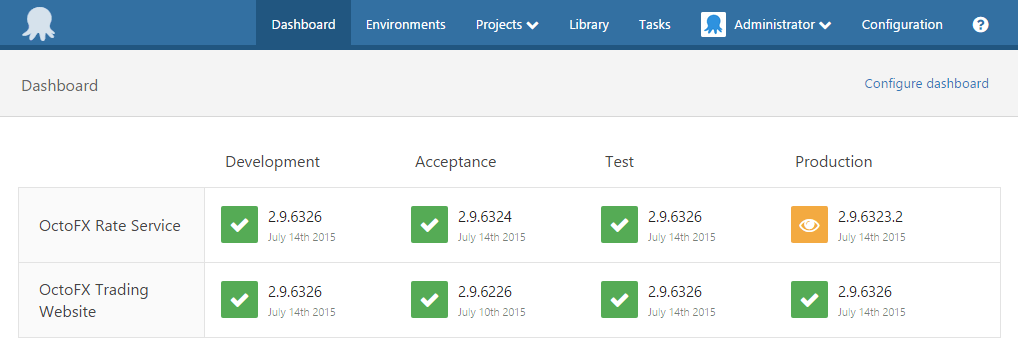 Dashboard Environments Projects Library Tasks Administrator Configuration ?
Dashboard Configure dashboard
Development Acceptance Test Production
OctoFX Rate Service 2.9.6326 2.9.6324 2.9.6326 2.9.6323.2
July 14th 2015 July 14th 2015 July 14th 2015 July 14th 2015
OctoFX Trading Website 2.9.6326 2.9.6226 2.9.6326 2.9.6326
July 14th 2015 July 10th 2015 July 14th 2015 July 14th 2015